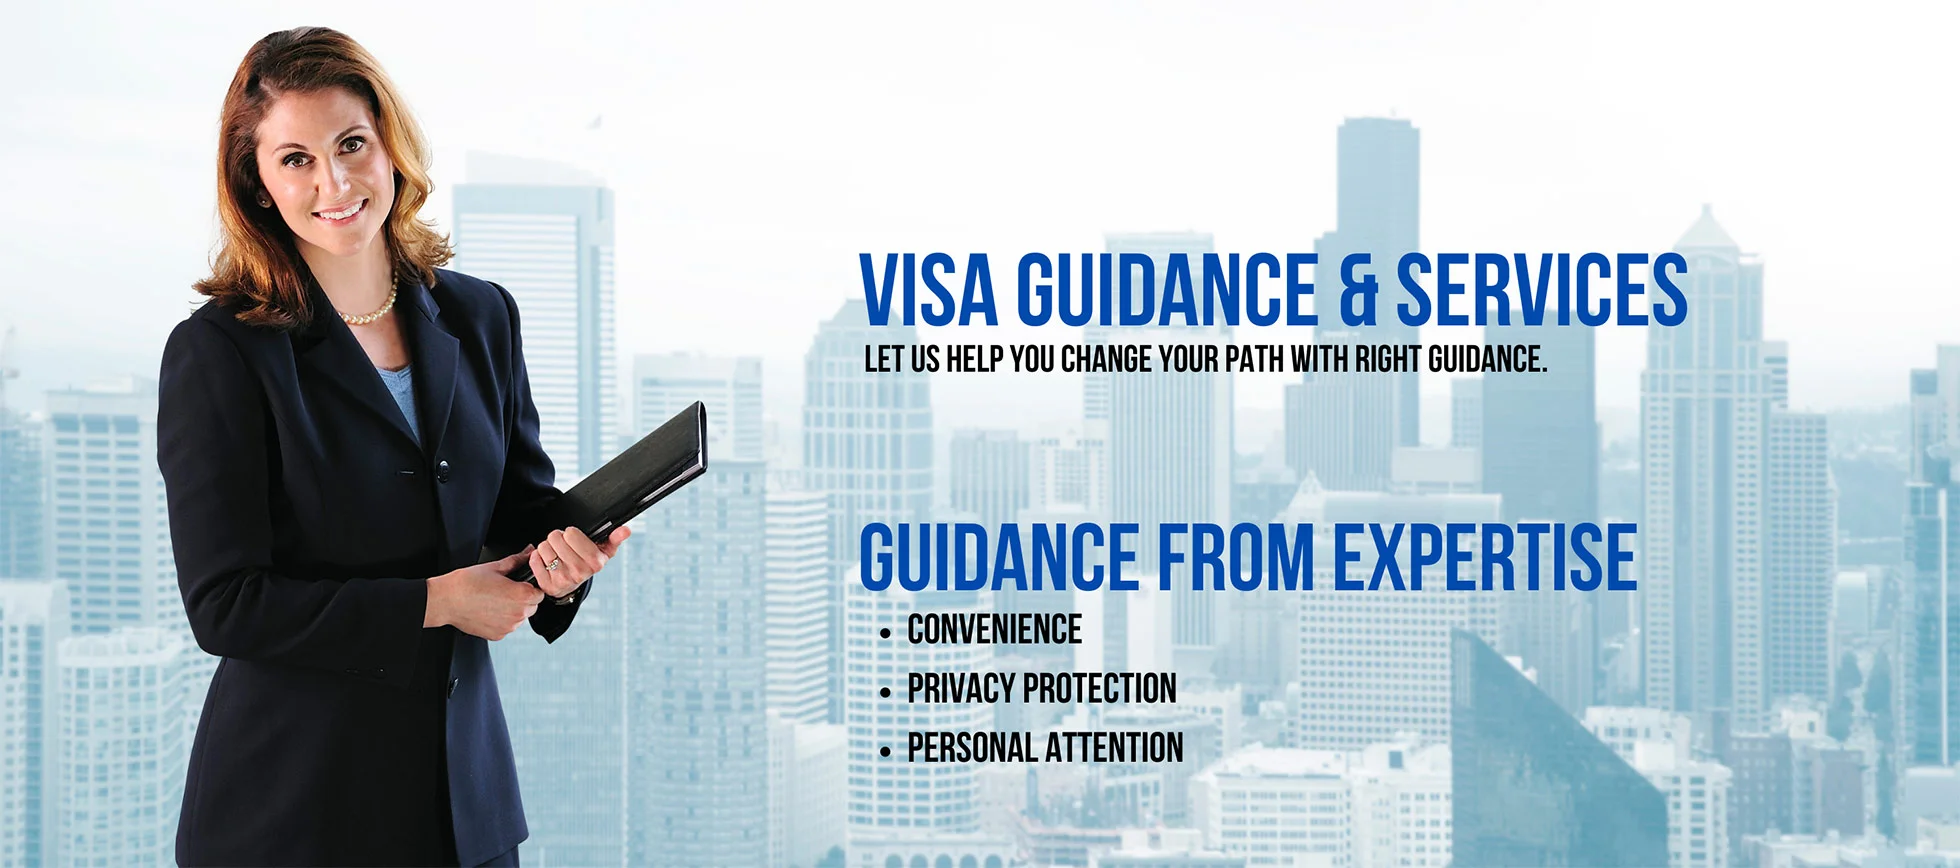 VISA GUIDANCE & SERVICES
LET US HELP YOU CHANGE YOUR PATH WITH RIGHT GUIDANCE.
GUIDANCE FROM EXPERTISE
• CONVENIENCE
• PRIVACY PROTECTION
• PERSONAL ATTENTION